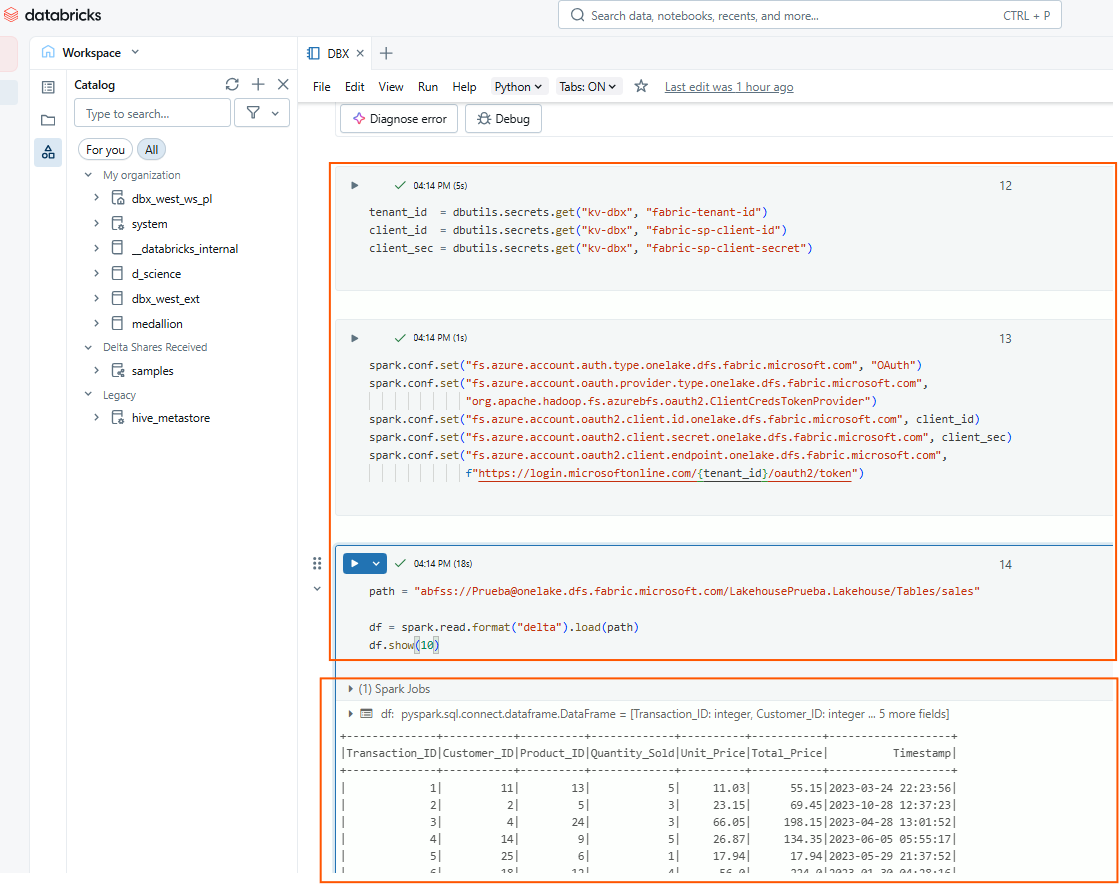 databricks
Search data, notebooks, recents, and more...
CTRL + P
Workspace
DBX
Catalog
File Edit View Run Help Python Tabs: ON Last edit was 1 hour ago
Type to search...
Diagnose error
Debug
For you
All
My organization
dbx_west_ws_pl
system
__databricks_internal
d_science
dbx_west_ext
medallion
Delta Shares Received
samples
Legacy
hive_metastore
04:14 PM (5s)
12
tenant_id  = dbutils.secrets.get("kv-dbx", "fabric-tenant-id")
client_id  = dbutils.secrets.get("kv-dbx", "fabric-sp-client-id")
client_sec = dbutils.secrets.get("kv-dbx", "fabric-sp-client-secret")
04:14 PM (1s)
13
spark.conf.set("fs.azure.account.auth.type.onelake.dfs.fabric.microsoft.com", "OAuth")
spark.conf.set("fs.azure.account.oauth.provider.type.onelake.dfs.fabric.microsoft.com",
"org.apache.hadoop.fs.azurebfs.oauth2.ClientCredsTokenProvider")
spark.conf.set("fs.azure.account.oauth2.client.id.onelake.dfs.fabric.microsoft.com", client_id)
spark.conf.set("fs.azure.account.oauth2.client.secret.onelake.dfs.fabric.microsoft.com", client_sec)
spark.conf.set("fs.azure.account.oauth2.client.endpoint.onelake.dfs.fabric.microsoft.com",
f"https://login.microsoftonline.com/{tenant_id}/oauth2/token")
04:14 PM (18s)
14
path = "abfss://Prueba@onelake.dfs.fabric.microsoft.com/LakehousePrueba.Lakehouse/Tables/sales"
df = spark.read.format("delta").load(path)
df.show(10)
(1) Spark Jobs
df: pyspark.sql.connect.dataframe.DataFrame = [Transaction_ID: integer, Customer_ID: integer ... 5 more fields]
+--------------+-----------+----------+-------------+----------+-----------+-------------------+
|Transaction_ID|Customer_ID|Product_ID|Quantity_Sold|Unit_Price|Total_Price|          Timestamp|
+--------------+-----------+----------+-------------+----------+-----------+-------------------+
|             1|         11|        13|            5|     11.03|      55.15|2023-03-24 22:23:56|
|             2|          2|         5|            3|     23.15|      69.45|2023-10-28 12:37:23|
|             3|          4|        24|            3|     66.05|     198.15|2023-04-28 13:01:52|
|             4|         14|         9|            5|     26.87|     134.35|2023-06-05 05:55:17|
|             5|         25|         6|            1|     17.94|      17.94|2023-05-29 21:37:52|
|             6|         18|        12|            4|      56.0|      224.0|2023-01-30 04:28:16|